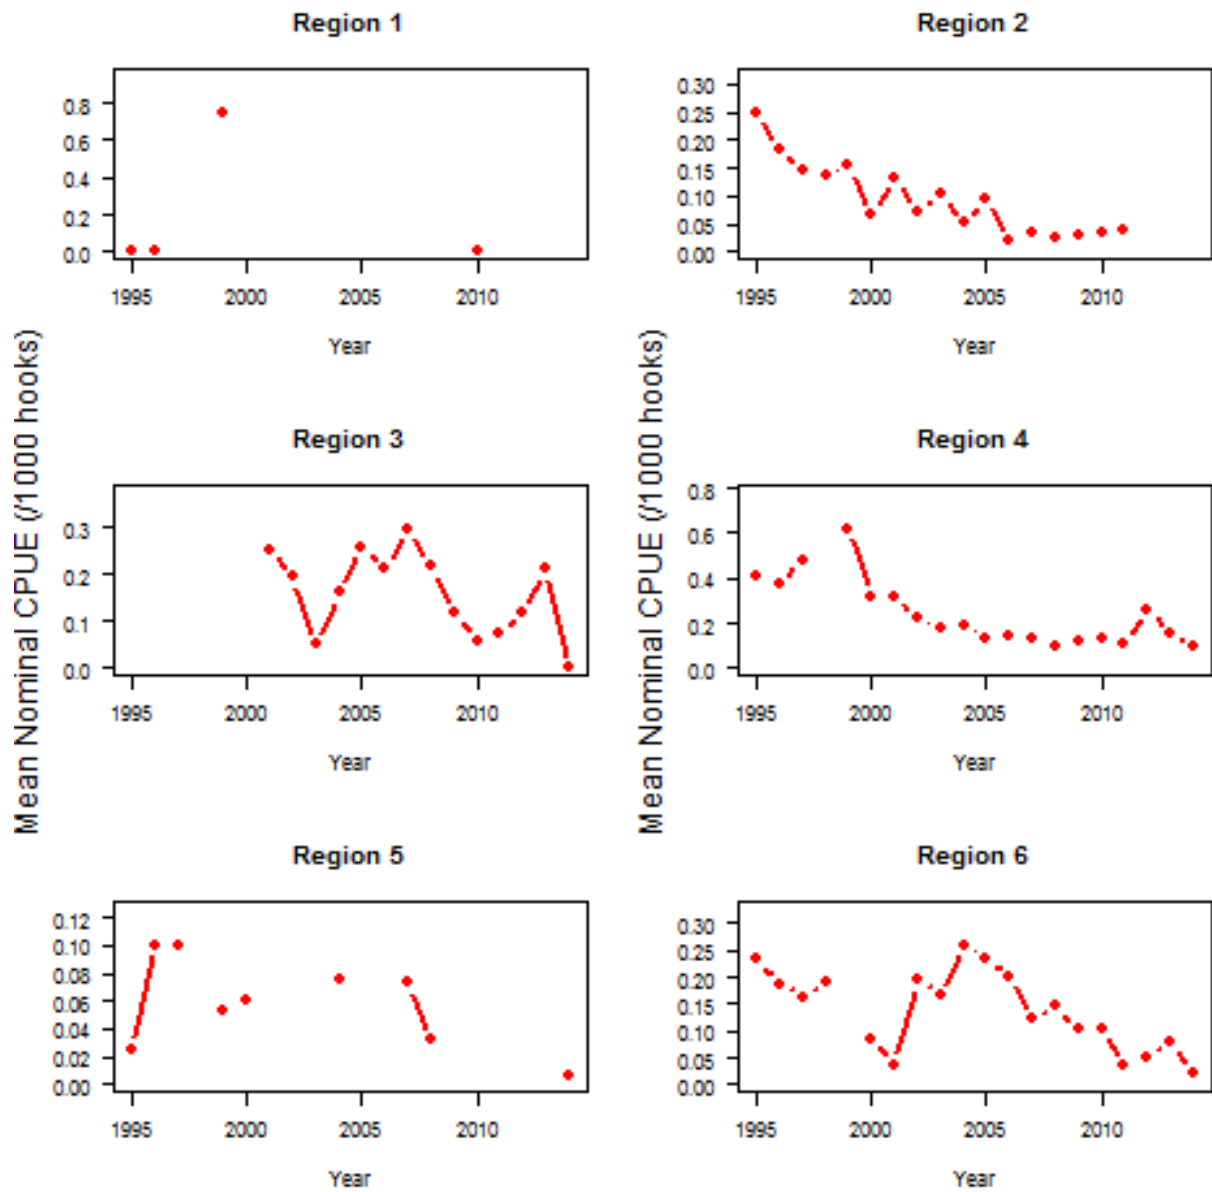 Region 1
0.8
0.6
0.4
0.2
0.0
1995 2000 2005 2010
Year
Region 2
0.30
0.25
0.20
0.15
0.10
0.05
0.00
1995 2000 2005 2010
Year
Mean Nominal CPUE (/1000 hooks)
Region 3
0.3
0.2
0.1
0.0
1995 2000 2005 2010
Year
Mean Nominal CPUE (/1000 hooks)
Region 4
0.8
0.6
0.4
0.2
0.0
1995 2000 2005 2010
Year
Region 5
0.12
0.10
0.08
0.06
0.04
0.02
0.00
1995 2000 2005 2010
Year
Region 6
0.30
0.25
0.20
0.15
0.10
0.05
0.00
1995 2000 2005 2010
Year